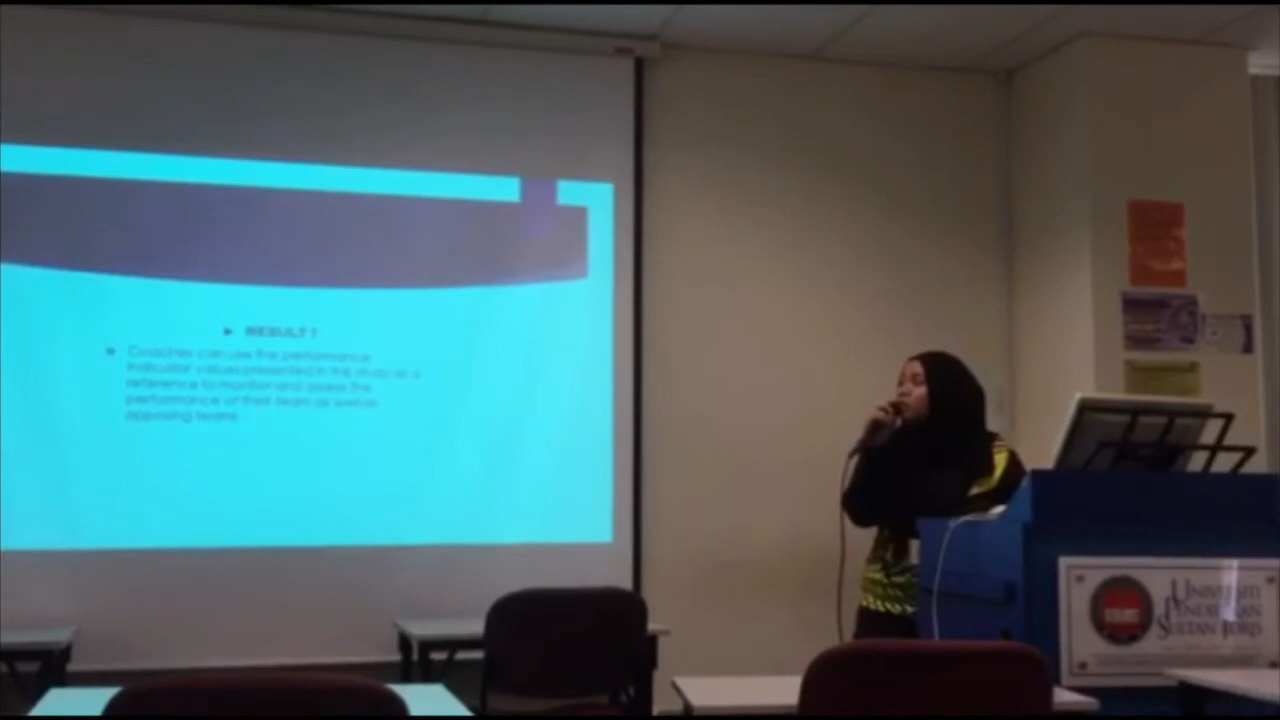 ► RESULT !
Coaches can use the performance
indicator values presented in this study as a
reference to monitor and assess the
performance of their team as well as
opposing teams
UNIVERSITI
PENDIDIKAN
SULTAN IDRIS